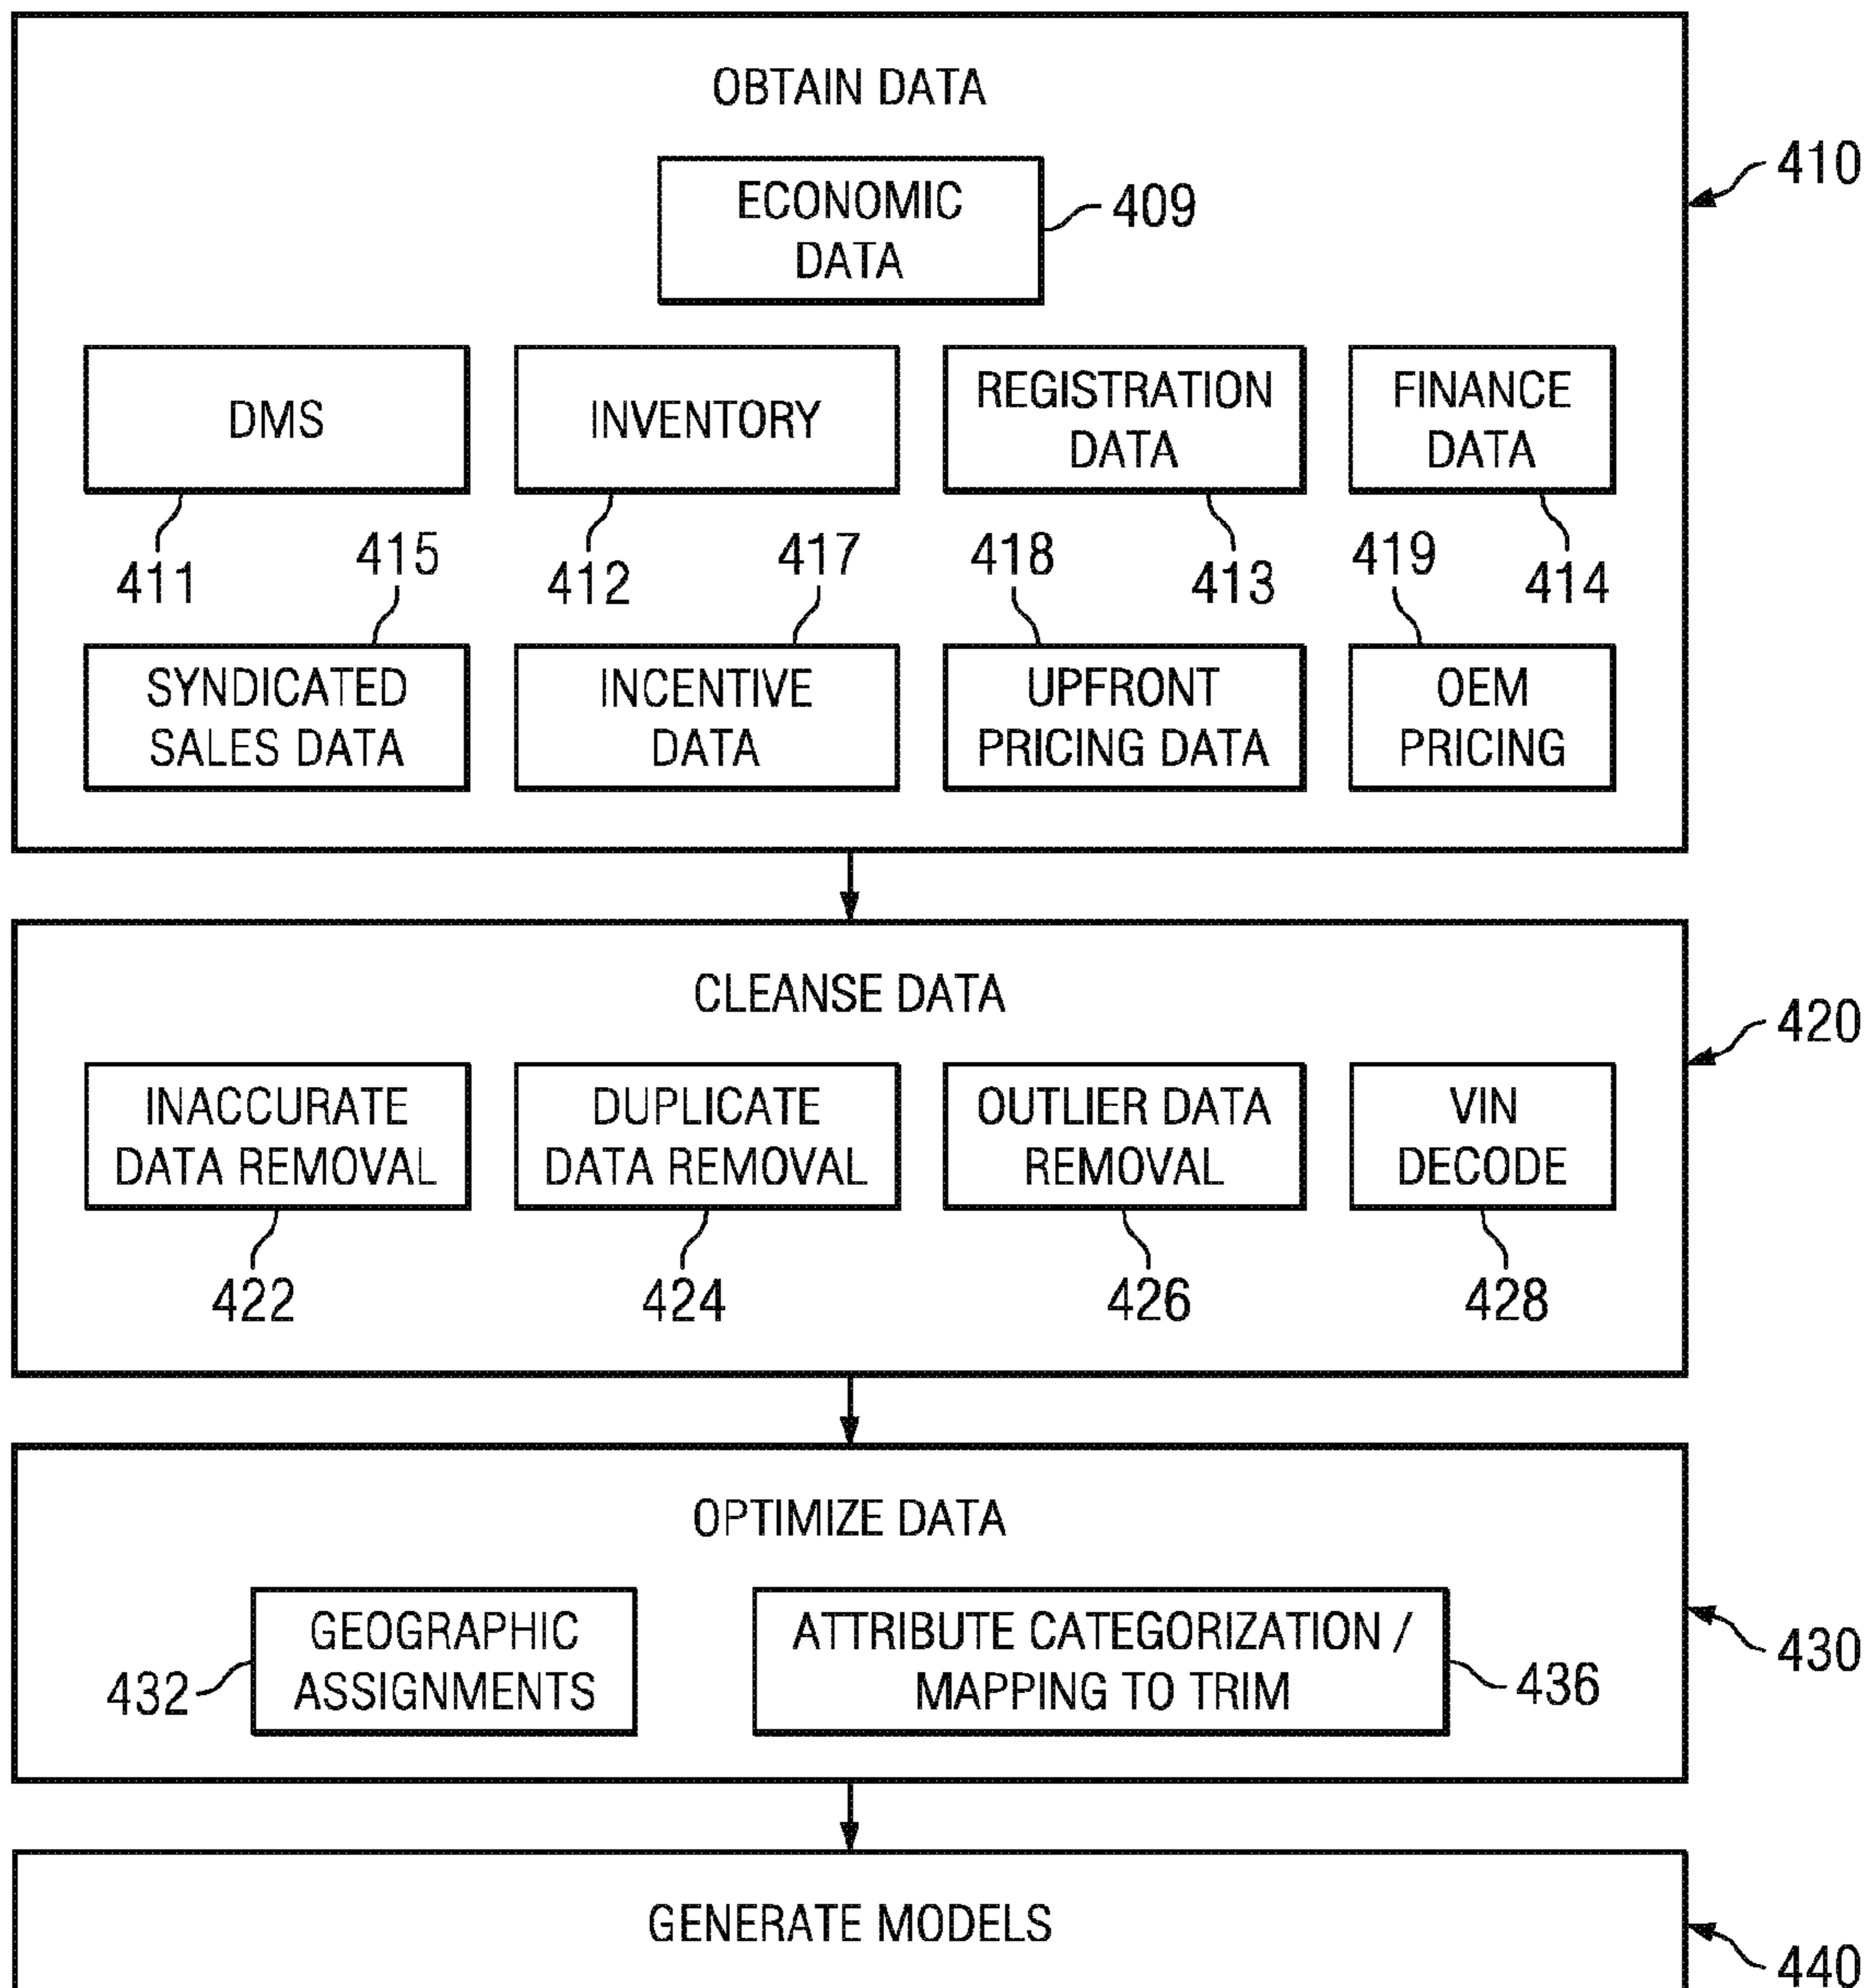 OBTAIN DATA
410
ECONOMIC
DATA
409
DMS
INVENTORY
REGISTRATION
DATA
FINANCE
DATA
411
415
412
417
418
413
419
414
SYNDICATED
SALES DATA
INCENTIVE
DATA
UPFRONT
PRICING DATA
OEM
PRICING
CLEANSE DATA
420
INACCURATE
DATA REMOVAL
DUPLICATE
DATA REMOVAL
OUTLIER DATA
REMOVAL
VIN
DECODE
422
424
426
428
OPTIMIZE DATA
430
432
GEOGRAPHIC
ASSIGNMENTS
ATTRIBUTE CATEGORIZATION /
MAPPING TO TRIM
436
GENERATE MODELS
440